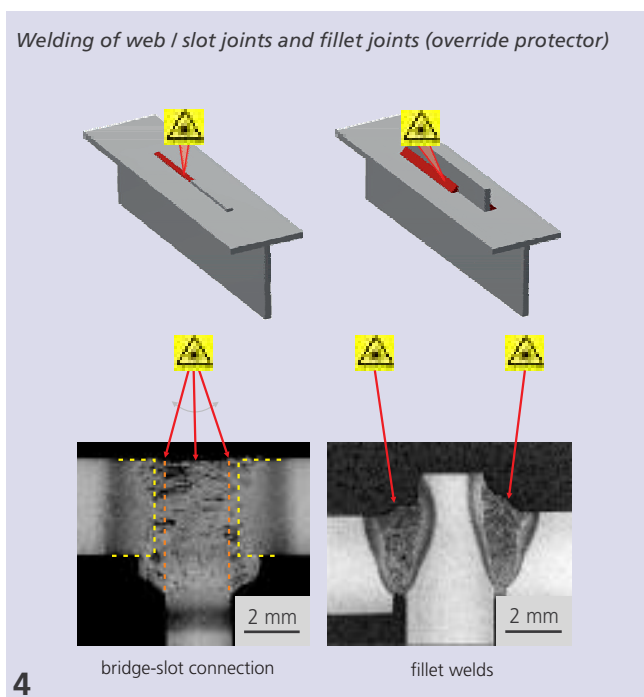 Welding of web / slot joints and fillet joints (override protector)
2 mm
2 mm
bridge-slot connection
fillet welds
4